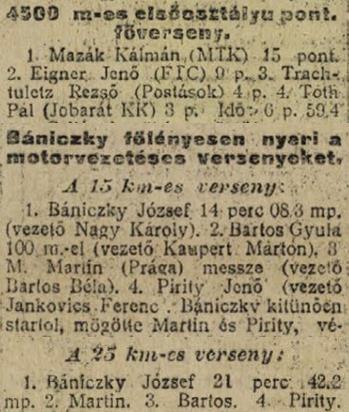 4500 m-es elsőosztályu pont.
főverseny.
1. Mazák Kálmán (MTK) 15 pont.
2. Eigner Jenő (FTC) 9 p. 3. Trach-
tuletz Rezső (Postások) 4 p. 4. Tóth
Pál (Jobarát KK) 3 p. Idő: 6 p. 59.4
Bániczky fölényesen nyeri a
motorvezetéses versenyeket.
A 15 km-es verseny:
1. Bániczky József 14 perc 08.3 mp.
(vezető Nagy Károly). 2. Bartos Gyula
100 m.-el (vezető Kaupert Márton). 3
M. Martin (Prága) messze (vezető
Bartos Béla). 4. Pirity Jenő (vezető
Jankovics Ferenc . Bániczky kitünően
startol, mögötte Martin és Pirity, vé-
A 25 km-es verseny:
1. Bániczky József 21 perc 42.2
mp. 2. Martin. 3. Bartos. 4. Pirity.